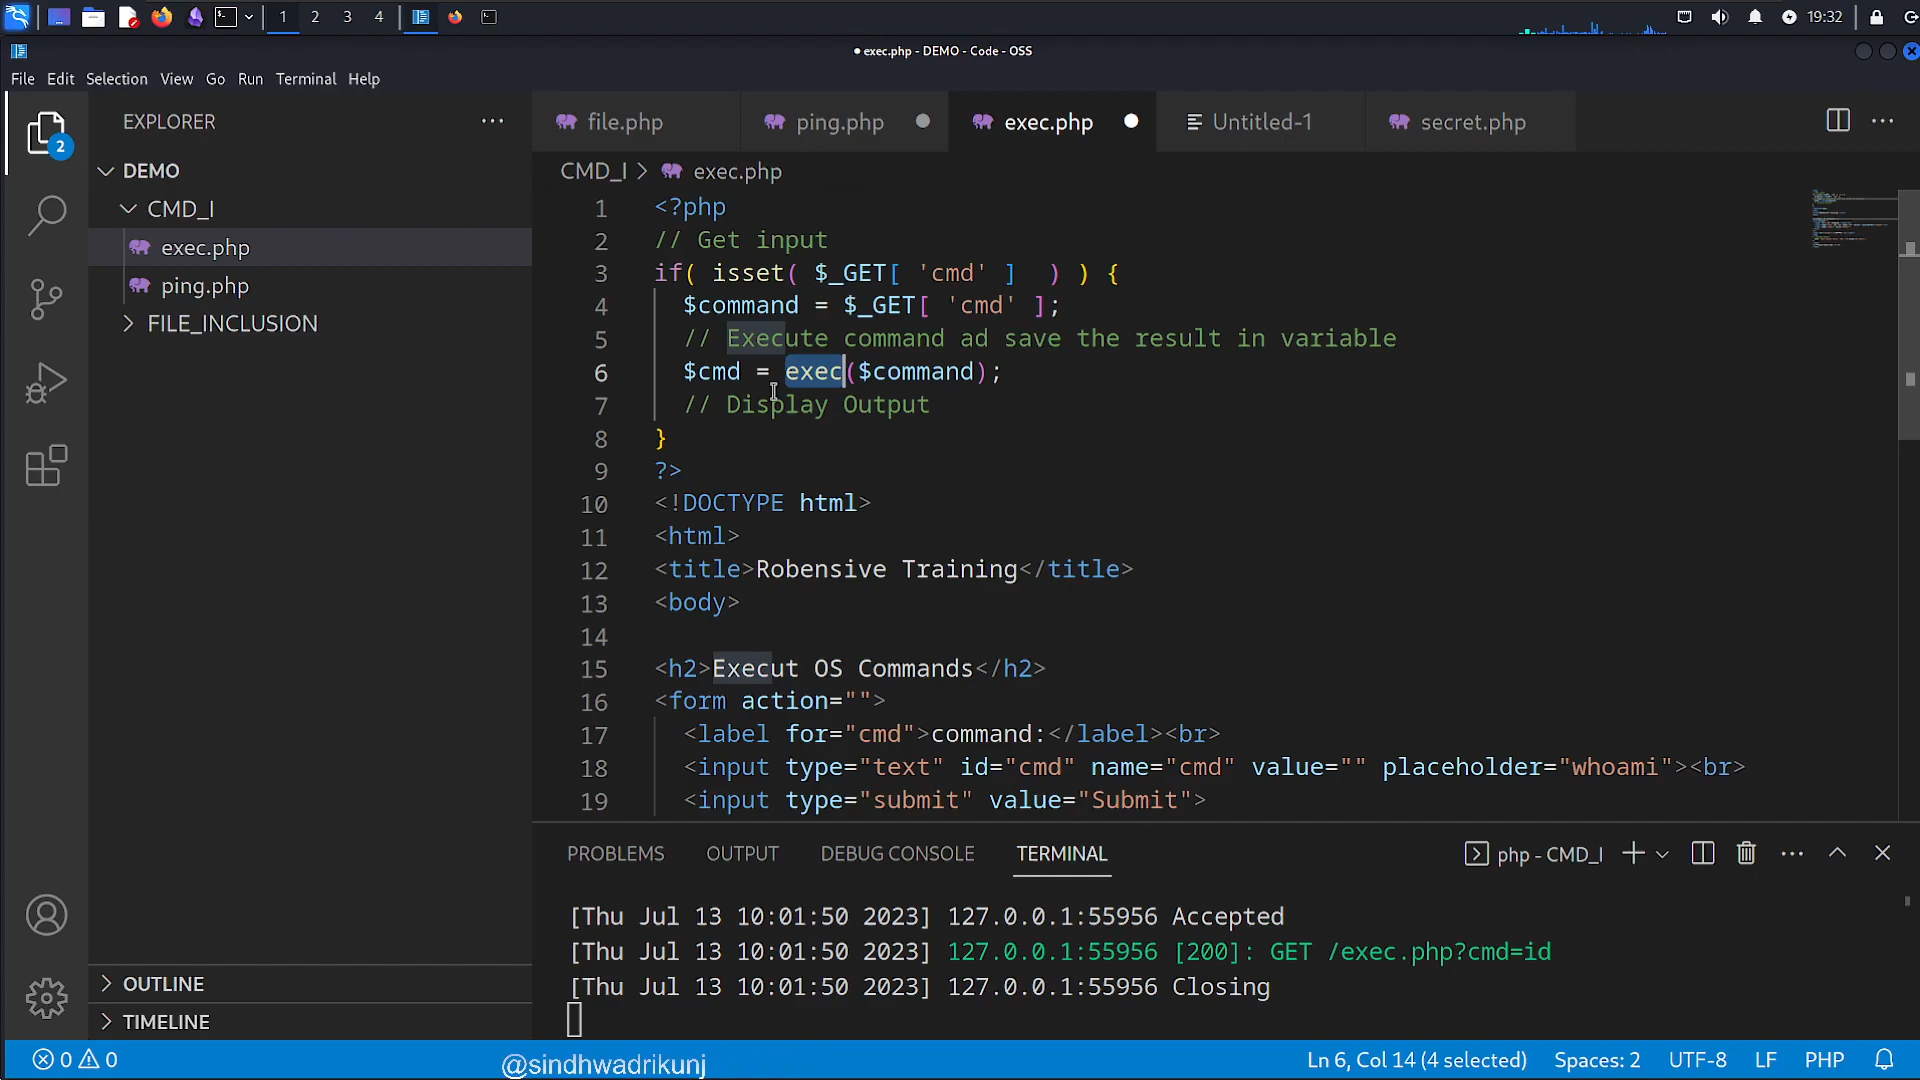 1 2 3 4
19:32
● exec.php - DEMO - Code - OSS
File Edit Selection View Go Run Terminal Help
EXPLORER
2
DEMO
CMD_I
exec.php
ping.php
FILE_INCLUSION
OUTLINE
TIMELINE
file.php ping.php exec.php Untitled-1 secret.php
CMD_I > exec.php
1 <?php
2 // Get input
3 if( isset( $_GET[ 'cmd' ]  ) ) {
4   $command = $_GET[ 'cmd' ];
5   // Execute command ad save the result in variable
6   $cmd = exec($command);
7   // Display Output
8 }
9 ?>
10 <!DOCTYPE html>
11 <html>
12 <title>Robensive Training</title>
13 <body>
14
15 <h2>Execut OS Commands</h2>
16 <form action="">
17   <label for="cmd">command:</label><br>
18   <input type="text" id="cmd" name="cmd" value="" placeholder="whoami"><br>
19   <input type="submit" value="Submit">
PROBLEMS OUTPUT DEBUG CONSOLE TERMINAL
php - CMD_I
[Thu Jul 13 10:01:50 2023] 127.0.0.1:55956 Accepted
[Thu Jul 13 10:01:50 2023] 127.0.0.1:55956 [200]: GET /exec.php?cmd=id
[Thu Jul 13 10:01:50 2023] 127.0.0.1:55956 Closing
0 0
@sindhwadrikunj
Ln 6, Col 14 (4 selected) Spaces: 2 UTF-8 LF PHP